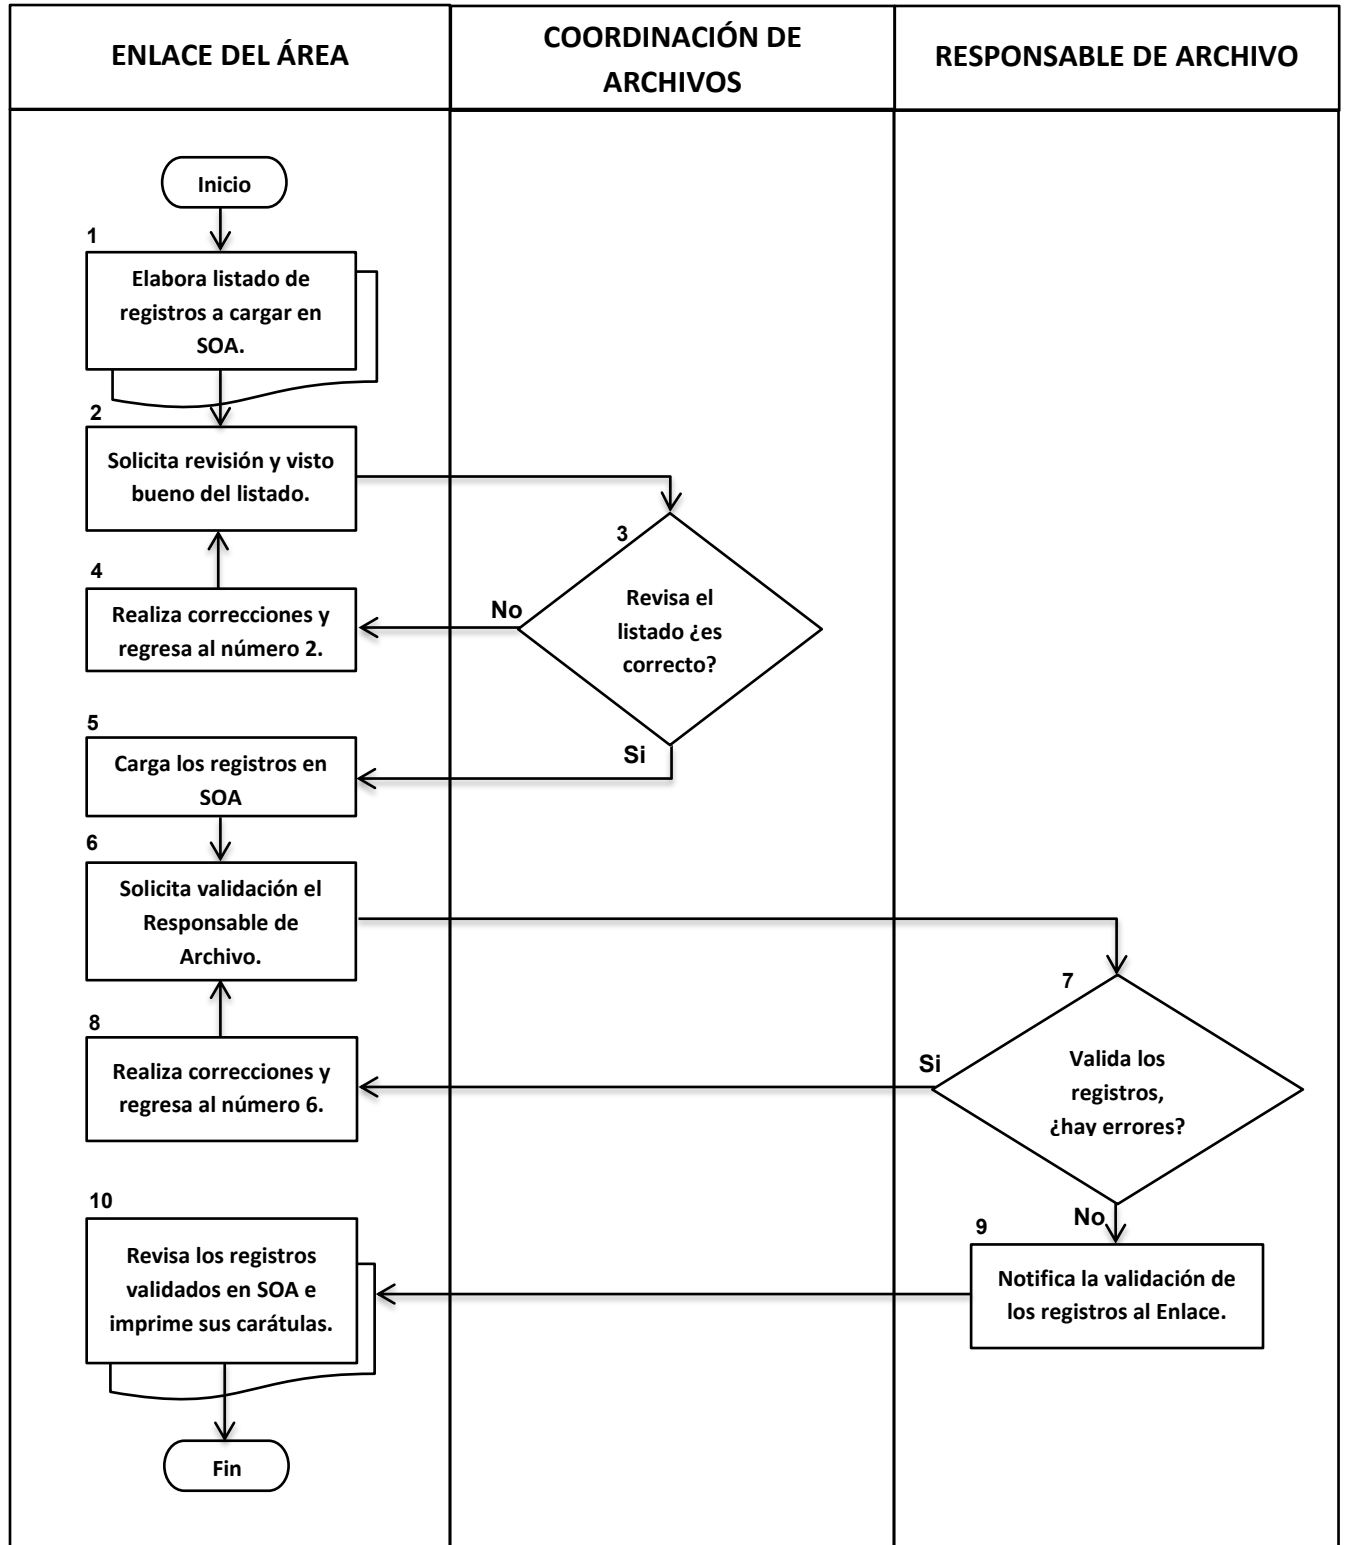 ENLACE DEL ÁREA
COORDINACIÓN DE
ARCHIVOS
RESPONSABLE DE ARCHIVO
Inicio
1
Elabora listado de
registros a cargar en
SOA.
2
Solicita revisión y visto
bueno del listado.
3
Revisa el
listado ¿es
correcto?
No
4
Realiza correcciones y
regresa al número 2.
Si
5
Carga los registros en
SOA
6
Solicita validación el
Responsable de
Archivo.
7
Valida los
registros,
¿hay errores?
Si
8
Realiza correcciones y
regresa al número 6.
No
9
Notifica la validación de
los registros al Enlace.
10
Revisa los registros
validados en SOA e
imprime sus carátulas.
Fin